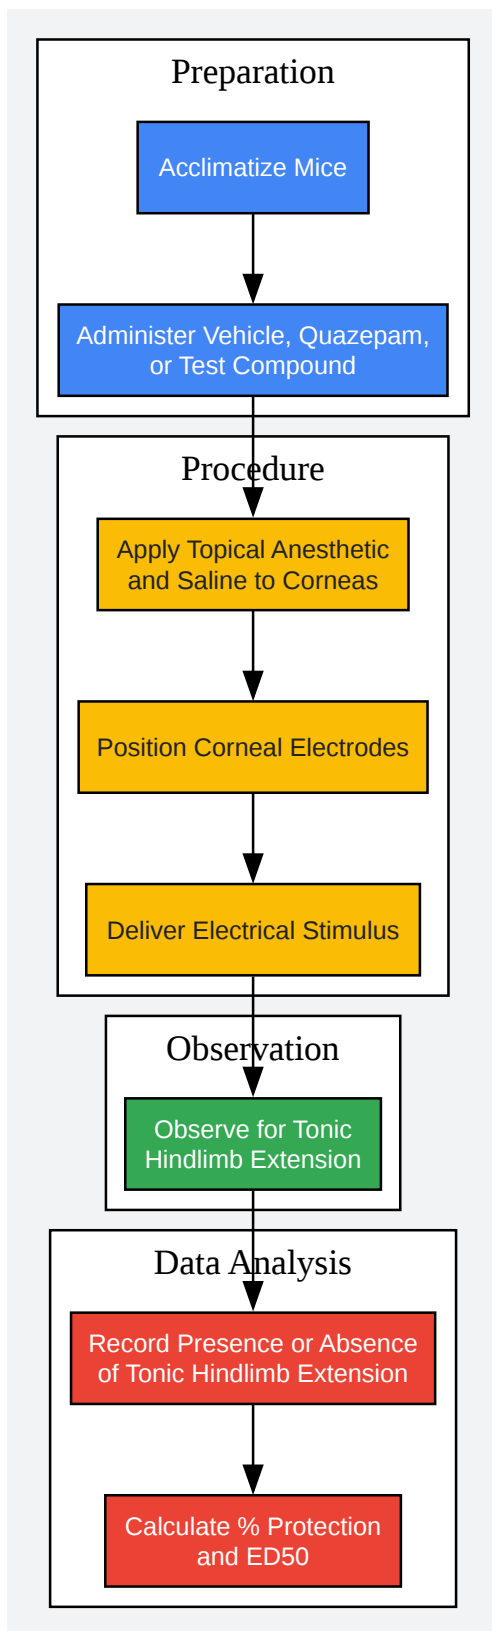 Preparation
Acclimatize Mice
Administer Vehicle, Quazepam,
or Test Compound
Procedure
Apply Topical Anesthetic
and Saline to Corneas
Position Corneal Electrodes
Deliver Electrical Stimulus
Observation
Observe for Tonic
Hindlimb Extension
Data Analysis
Record Presence or Absence
of Tonic Hindlimb Extension
Calculate % Protection
and ED50